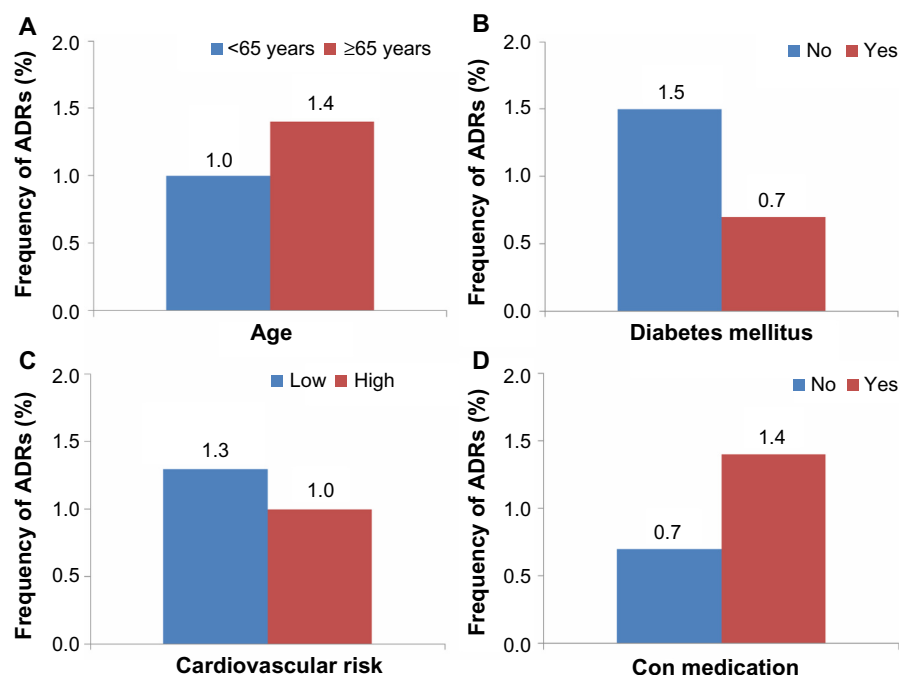 A
Frequency of ADRs (%)
2.0
1.5
1.0
0.5
0.0
<65 years ≥65 years
1.0
1.4
Age
B
Frequency of ADRs (%)
2.0
1.5
1.0
0.5
0.0
No Yes
1.5
0.7
Diabetes mellitus
C
Frequency of ADRs (%)
2.0
1.5
1.0
0.5
0.0
Low High
1.3
1.0
Cardiovascular risk
D
Frequency of ADRs (%)
2.0
1.5
1.0
0.5
0.0
No Yes
0.7
1.4
Con medication